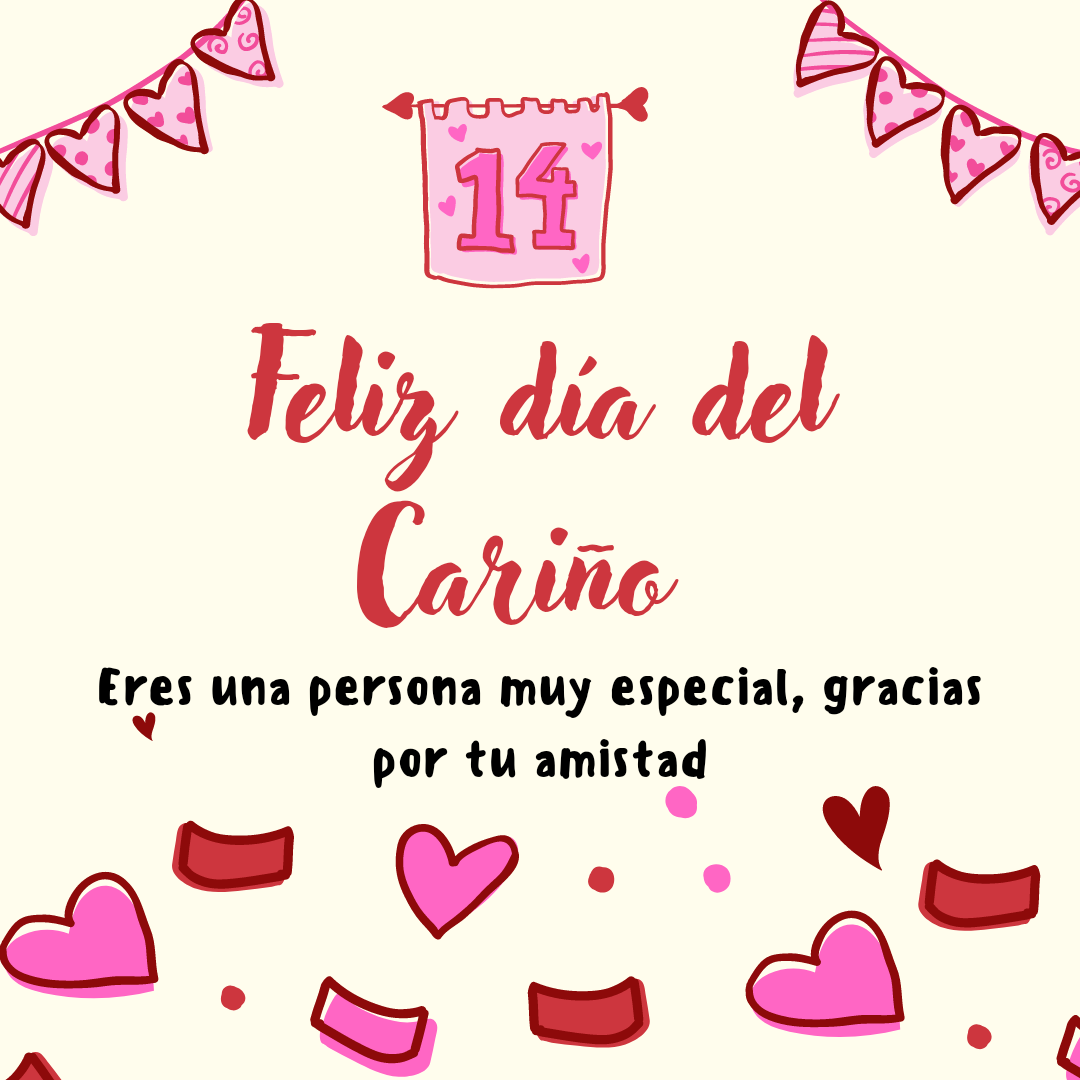 14
Feliz día del
Cariño
Eres una persona muy especial, gracias
por tu amistad